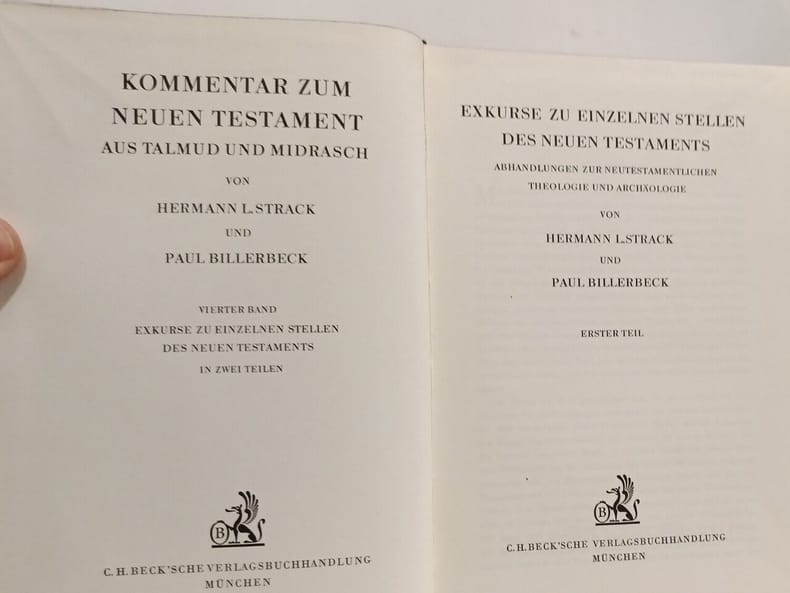 KOMMENTAR ZUM
NEUEN TESTAMENT
AUS TALMUD UND MIDRASCH
VON
HERMANN L. STRACK
UND
PAUL BILLERBECK
VIERTER BAND
EXKURSE ZU EINZELNEN STELLEN
DES NEUEN TESTAMENTS
IN ZWEI TEILEN
B
C. H. BECK'SCHE VERLAGSBUCHHANDLUNG
MÜNCHEN
EXKURSE ZU EINZELNEN STELLEN
DES NEUEN TESTAMENTS
ABHANDLUNGEN ZUR NEUTESTAMENTLICHEN
THEOLOGIE UND ARCHÄOLOGIE
VON
HERMANN L. STRACK
UND
PAUL BILLERBECK
ERSTER TEIL
B
C. H. BECK'SCHE VERLAGSBUCHHANDLUNG
MÜNCHEN